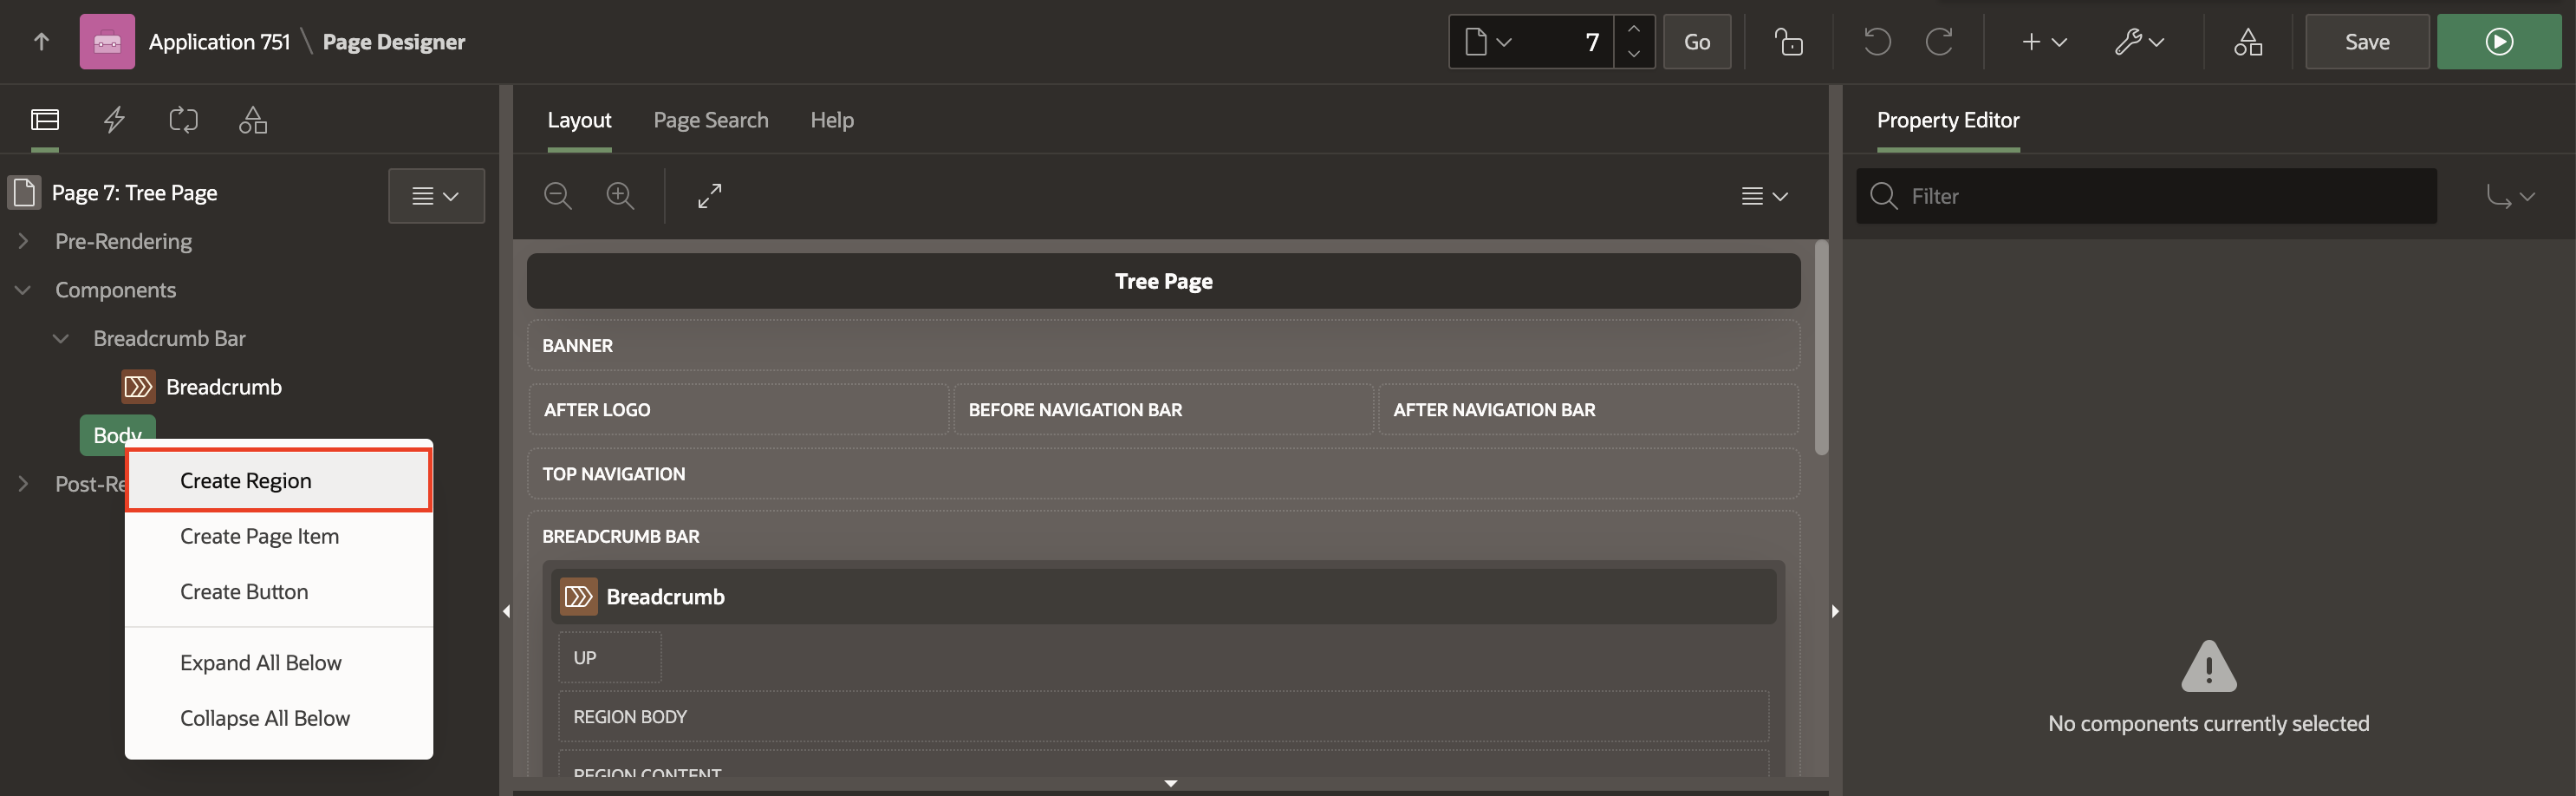 Application 751 \ Page Designer
7
Go
Save
Layout
Page Search
Help
Property Editor
Page 7: Tree Page
Filter
Pre-Rendering
Components
Breadcrumb Bar
Breadcrumb
Body
Post-Re
Create Region
Create Page Item
Create Button
Expand All Below
Collapse All Below
Tree Page
BANNER
AFTER LOGO
BEFORE NAVIGATION BAR
AFTER NAVIGATION BAR
TOP NAVIGATION
BREADCRUMB BAR
Breadcrumb
UP
REGION BODY
REGION CONTENT
No components currently selected